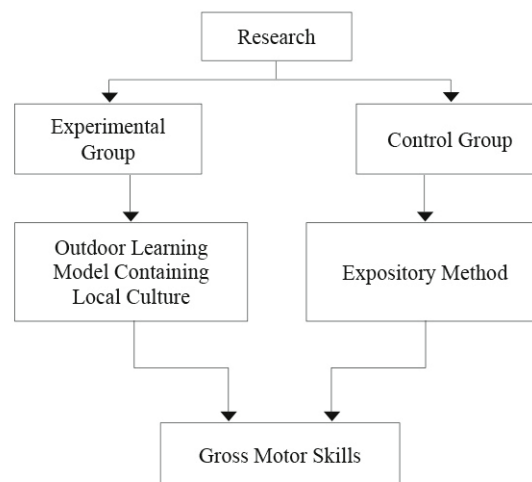 Research
Experimental
Group
Control Group
Outdoor Learning
Model Containing
Local Culture
Expository Method
Gross Motor Skills